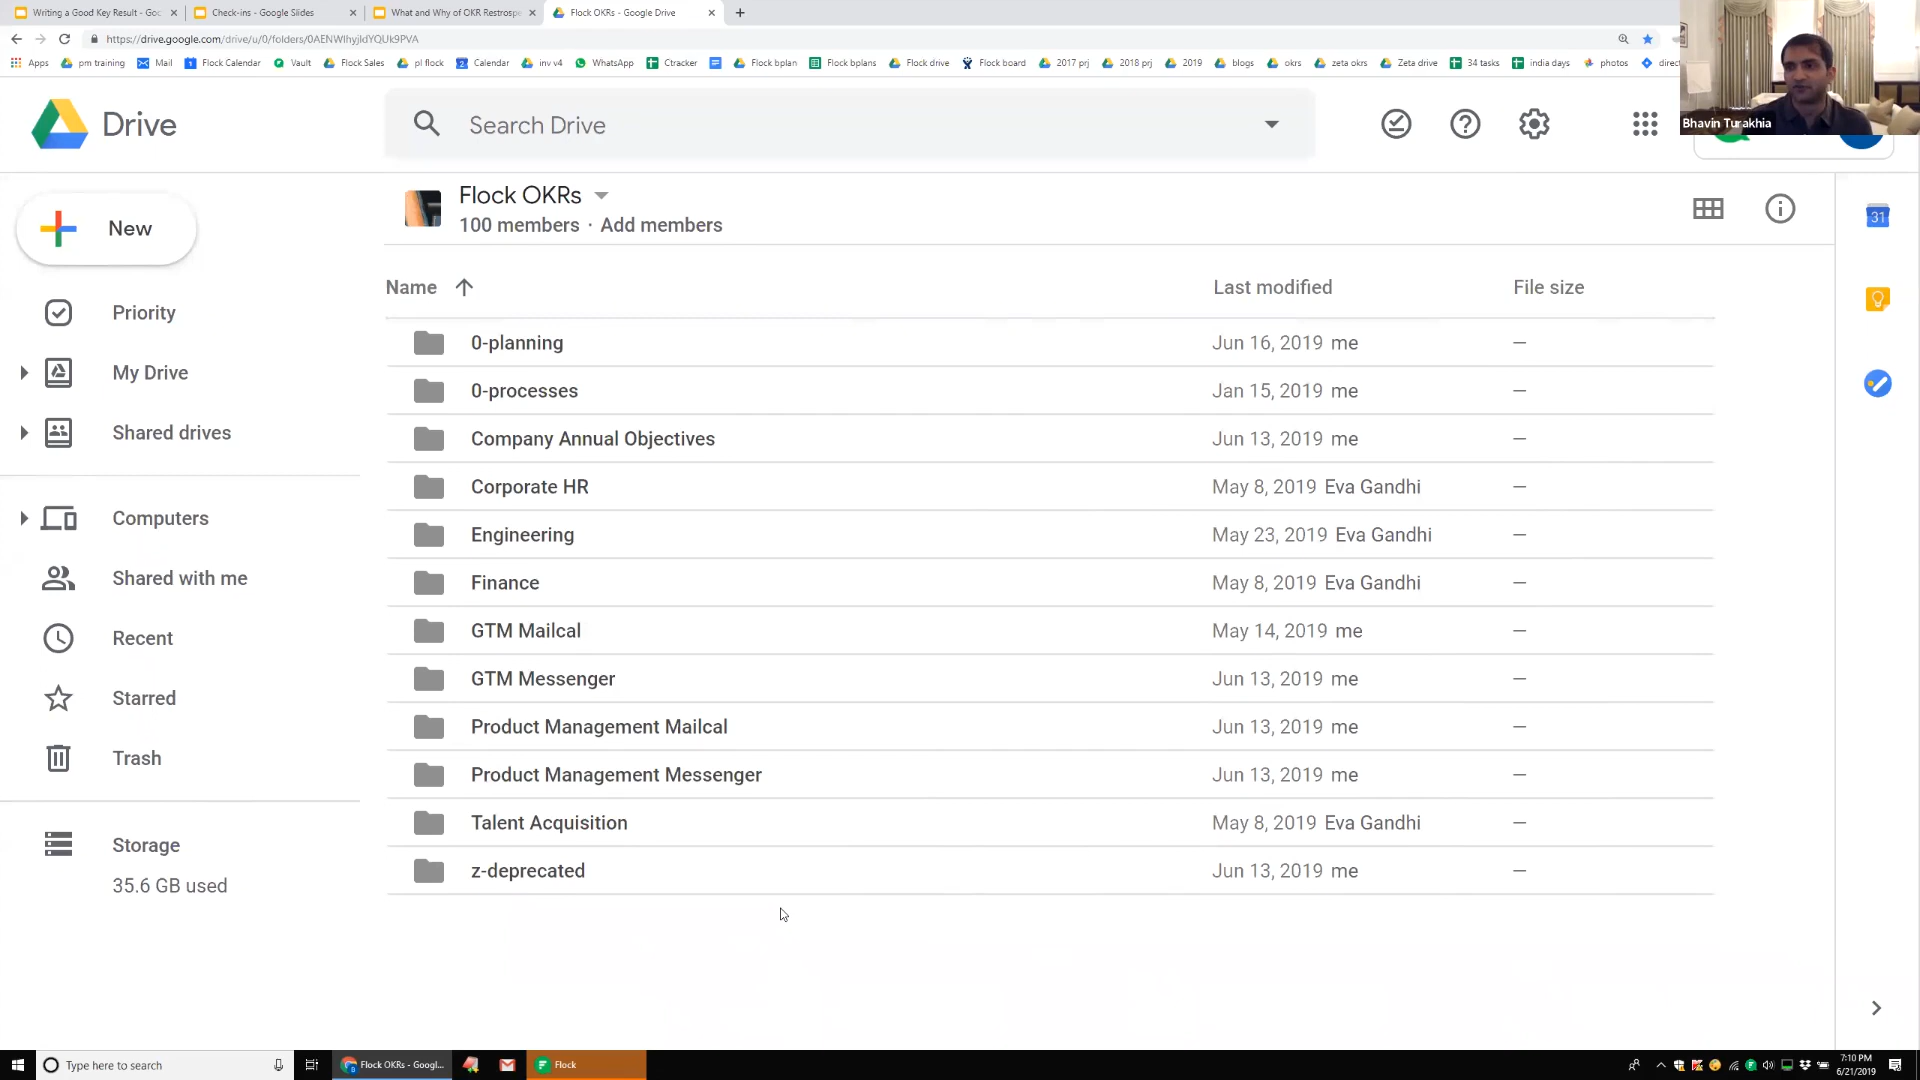 Writing a Good Key Result - Goo
Check-ins - Google Slides
What and Why of OKR Restrospe
Flock OKRs - Google Drive
https://drive.google.com/drive/u/0/folders/0AENWIhyjkdYQUk9PVA
Apps pm training Mail Flock Calendar Vault Flock Sales pl flock Calendar inv v4 WhatsApp Ctracker Flock bplan Flock bplans Flock drive Flock board 2017 prj 2018 prj 2019 blogs okrs zeta okrs Zeta drive 34 tasks india days photos direc
Bhavin Turakhia
Drive
Search Drive
New
Flock OKRs
100 members · Add members
31
Name Last modified File size
Priority
My Drive
Shared drives
Computers
Shared with me
Recent
Starred
Trash
Storage
35.6 GB used
0-planning Jun 16, 2019 me —
0-processes Jan 15, 2019 me —
Company Annual Objectives Jun 13, 2019 me —
Corporate HR May 8, 2019 Eva Gandhi —
Engineering May 23, 2019 Eva Gandhi —
Finance May 8, 2019 Eva Gandhi —
GTM Mailcal May 14, 2019 me —
GTM Messenger Jun 13, 2019 me —
Product Management Mailcal Jun 13, 2019 me —
Product Management Messenger Jun 13, 2019 me —
Talent Acquisition May 8, 2019 Eva Gandhi —
z-deprecated Jun 13, 2019 me —
Type here to search
Flock OKRs - Googl...
Flock
7:10 PM
6/21/2019